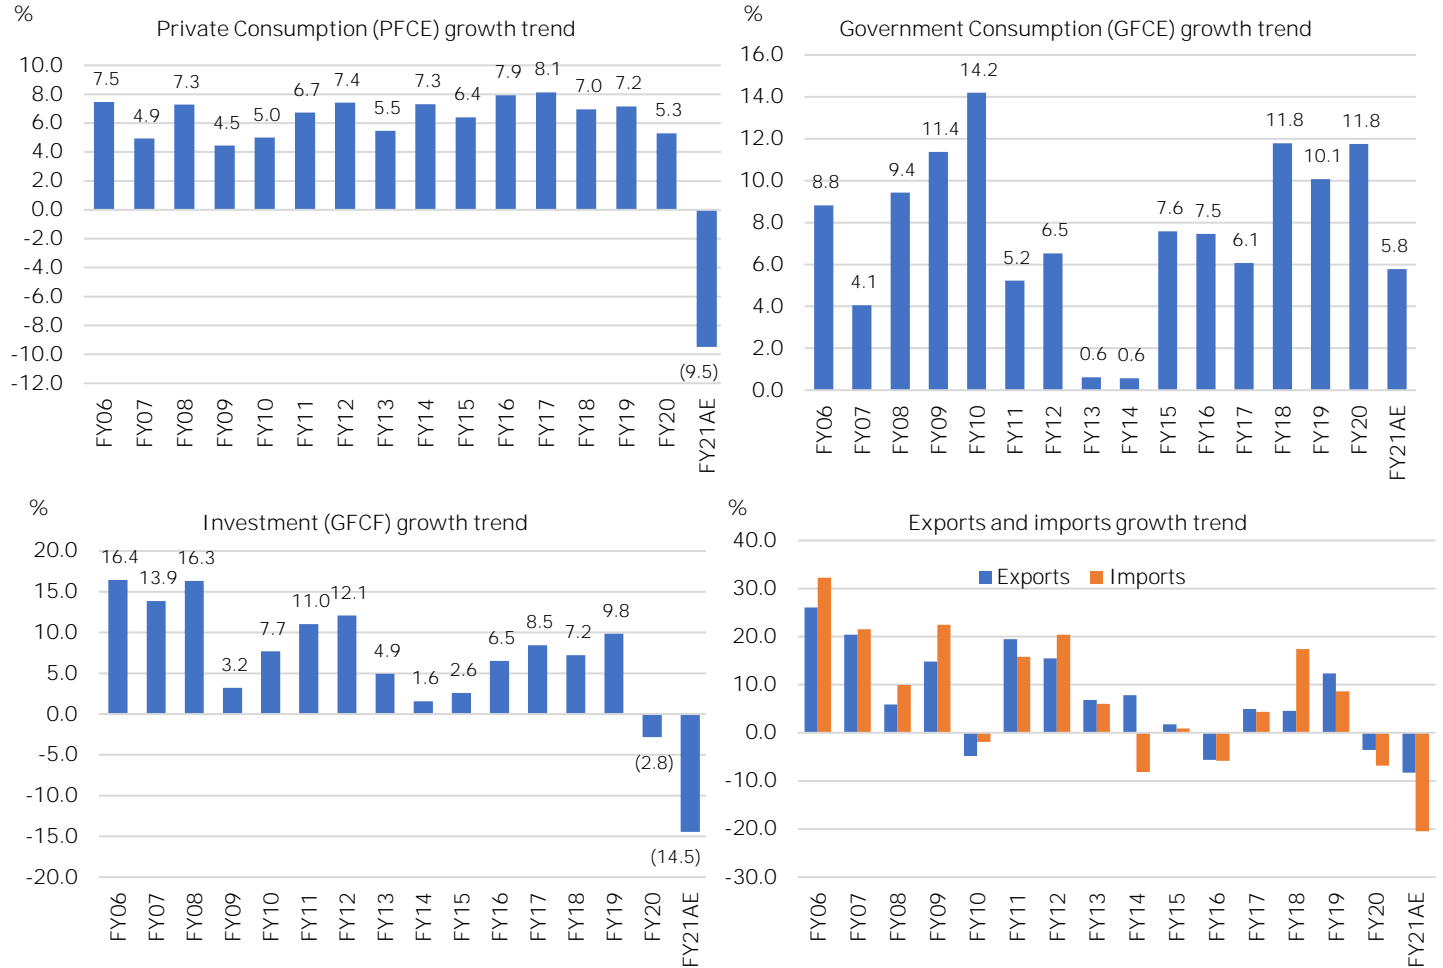 %
Private Consumption (PFCE) growth trend
10.0
8.0
6.0
4.0
2.0
0.0
-2.0
-4.0
-6.0
-8.0
-10.0
-12.0
7.5
4.9
7.3
4.5
5.0
6.7
7.4
5.5
7.3
6.4
7.9
8.1
7.0
7.2
5.3
(9.5)
FY06
FY07
FY08
FY09
FY10
FY11
FY12
FY13
FY14
FY15
FY16
FY17
FY18
FY19
FY20
FY21AE
%
Government Consumption (GFCE) growth trend
16.0
14.0
12.0
10.0
8.0
6.0
4.0
2.0
0.0
8.8
4.1
9.4
11.4
14.2
5.2
6.5
0.6
0.6
7.6
7.5
6.1
11.8
10.1
11.8
5.8
FY06
FY07
FY08
FY09
FY10
FY11
FY12
FY13
FY14
FY15
FY16
FY17
FY18
FY19
FY20
FY21AE
%
Investment (GFCF) growth trend
20.0
15.0
10.0
5.0
0.0
-5.0
-10.0
-15.0
-20.0
16.4
13.9
16.3
3.2
7.7
11.0
12.1
4.9
1.6
2.6
6.5
8.5
7.2
9.8
(2.8)
(14.5)
FY06
FY07
FY08
FY09
FY10
FY11
FY12
FY13
FY14
FY15
FY16
FY17
FY18
FY19
FY20
FY21AE
%
Exports and imports growth trend
40.0
30.0
20.0
10.0
0.0
-10.0
-20.0
-30.0
Exports Imports
FY06
FY07
FY08
FY09
FY10
FY11
FY12
FY13
FY14
FY15
FY16
FY17
FY18
FY19
FY20
FY21AE